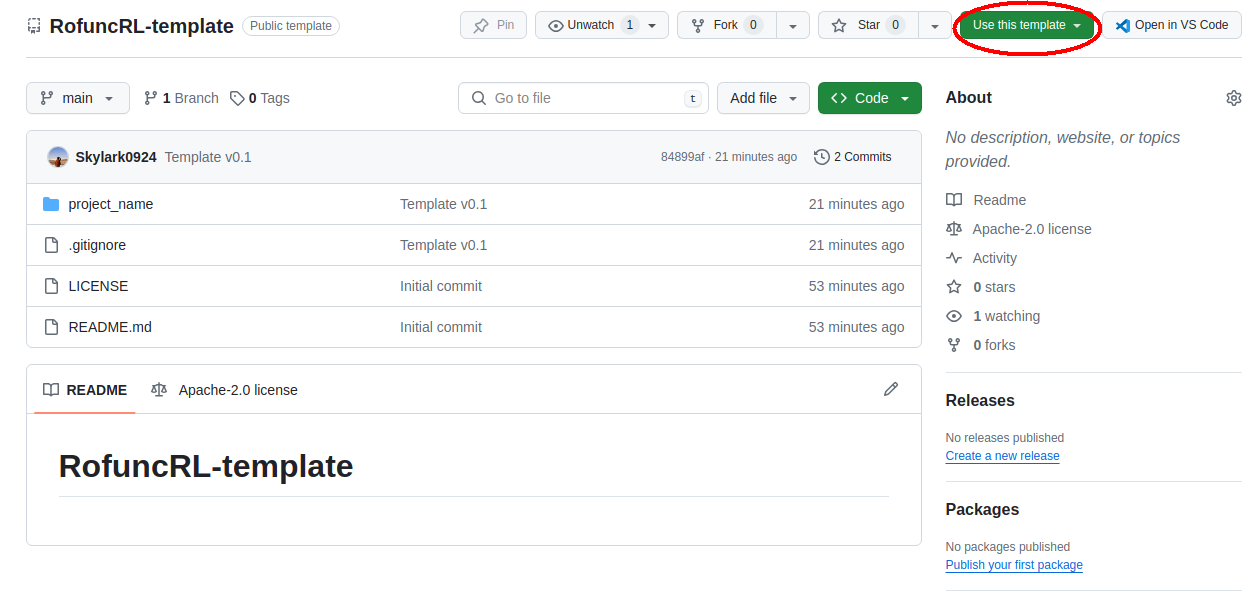 RofuncRL-template Public template Pin Unwatch 1 Fork 0 Star 0 Use this template Open in VS Code
main 1 Branch 0 Tags Go to file t Add file Code
Skylark0924 Template v0.1 84899af · 21 minutes ago 2 Commits
project_name Template v0.1 21 minutes ago
.gitignore Template v0.1 21 minutes ago
LICENSE Initial commit 53 minutes ago
README.md Initial commit 53 minutes ago
README Apache-2.0 license
RofuncRL-template
About
No description, website, or topics
provided.
Readme
Apache-2.0 license
Activity
0 stars
1 watching
0 forks
Releases
No releases published
Create a new release
Packages
No packages published
Publish your first package